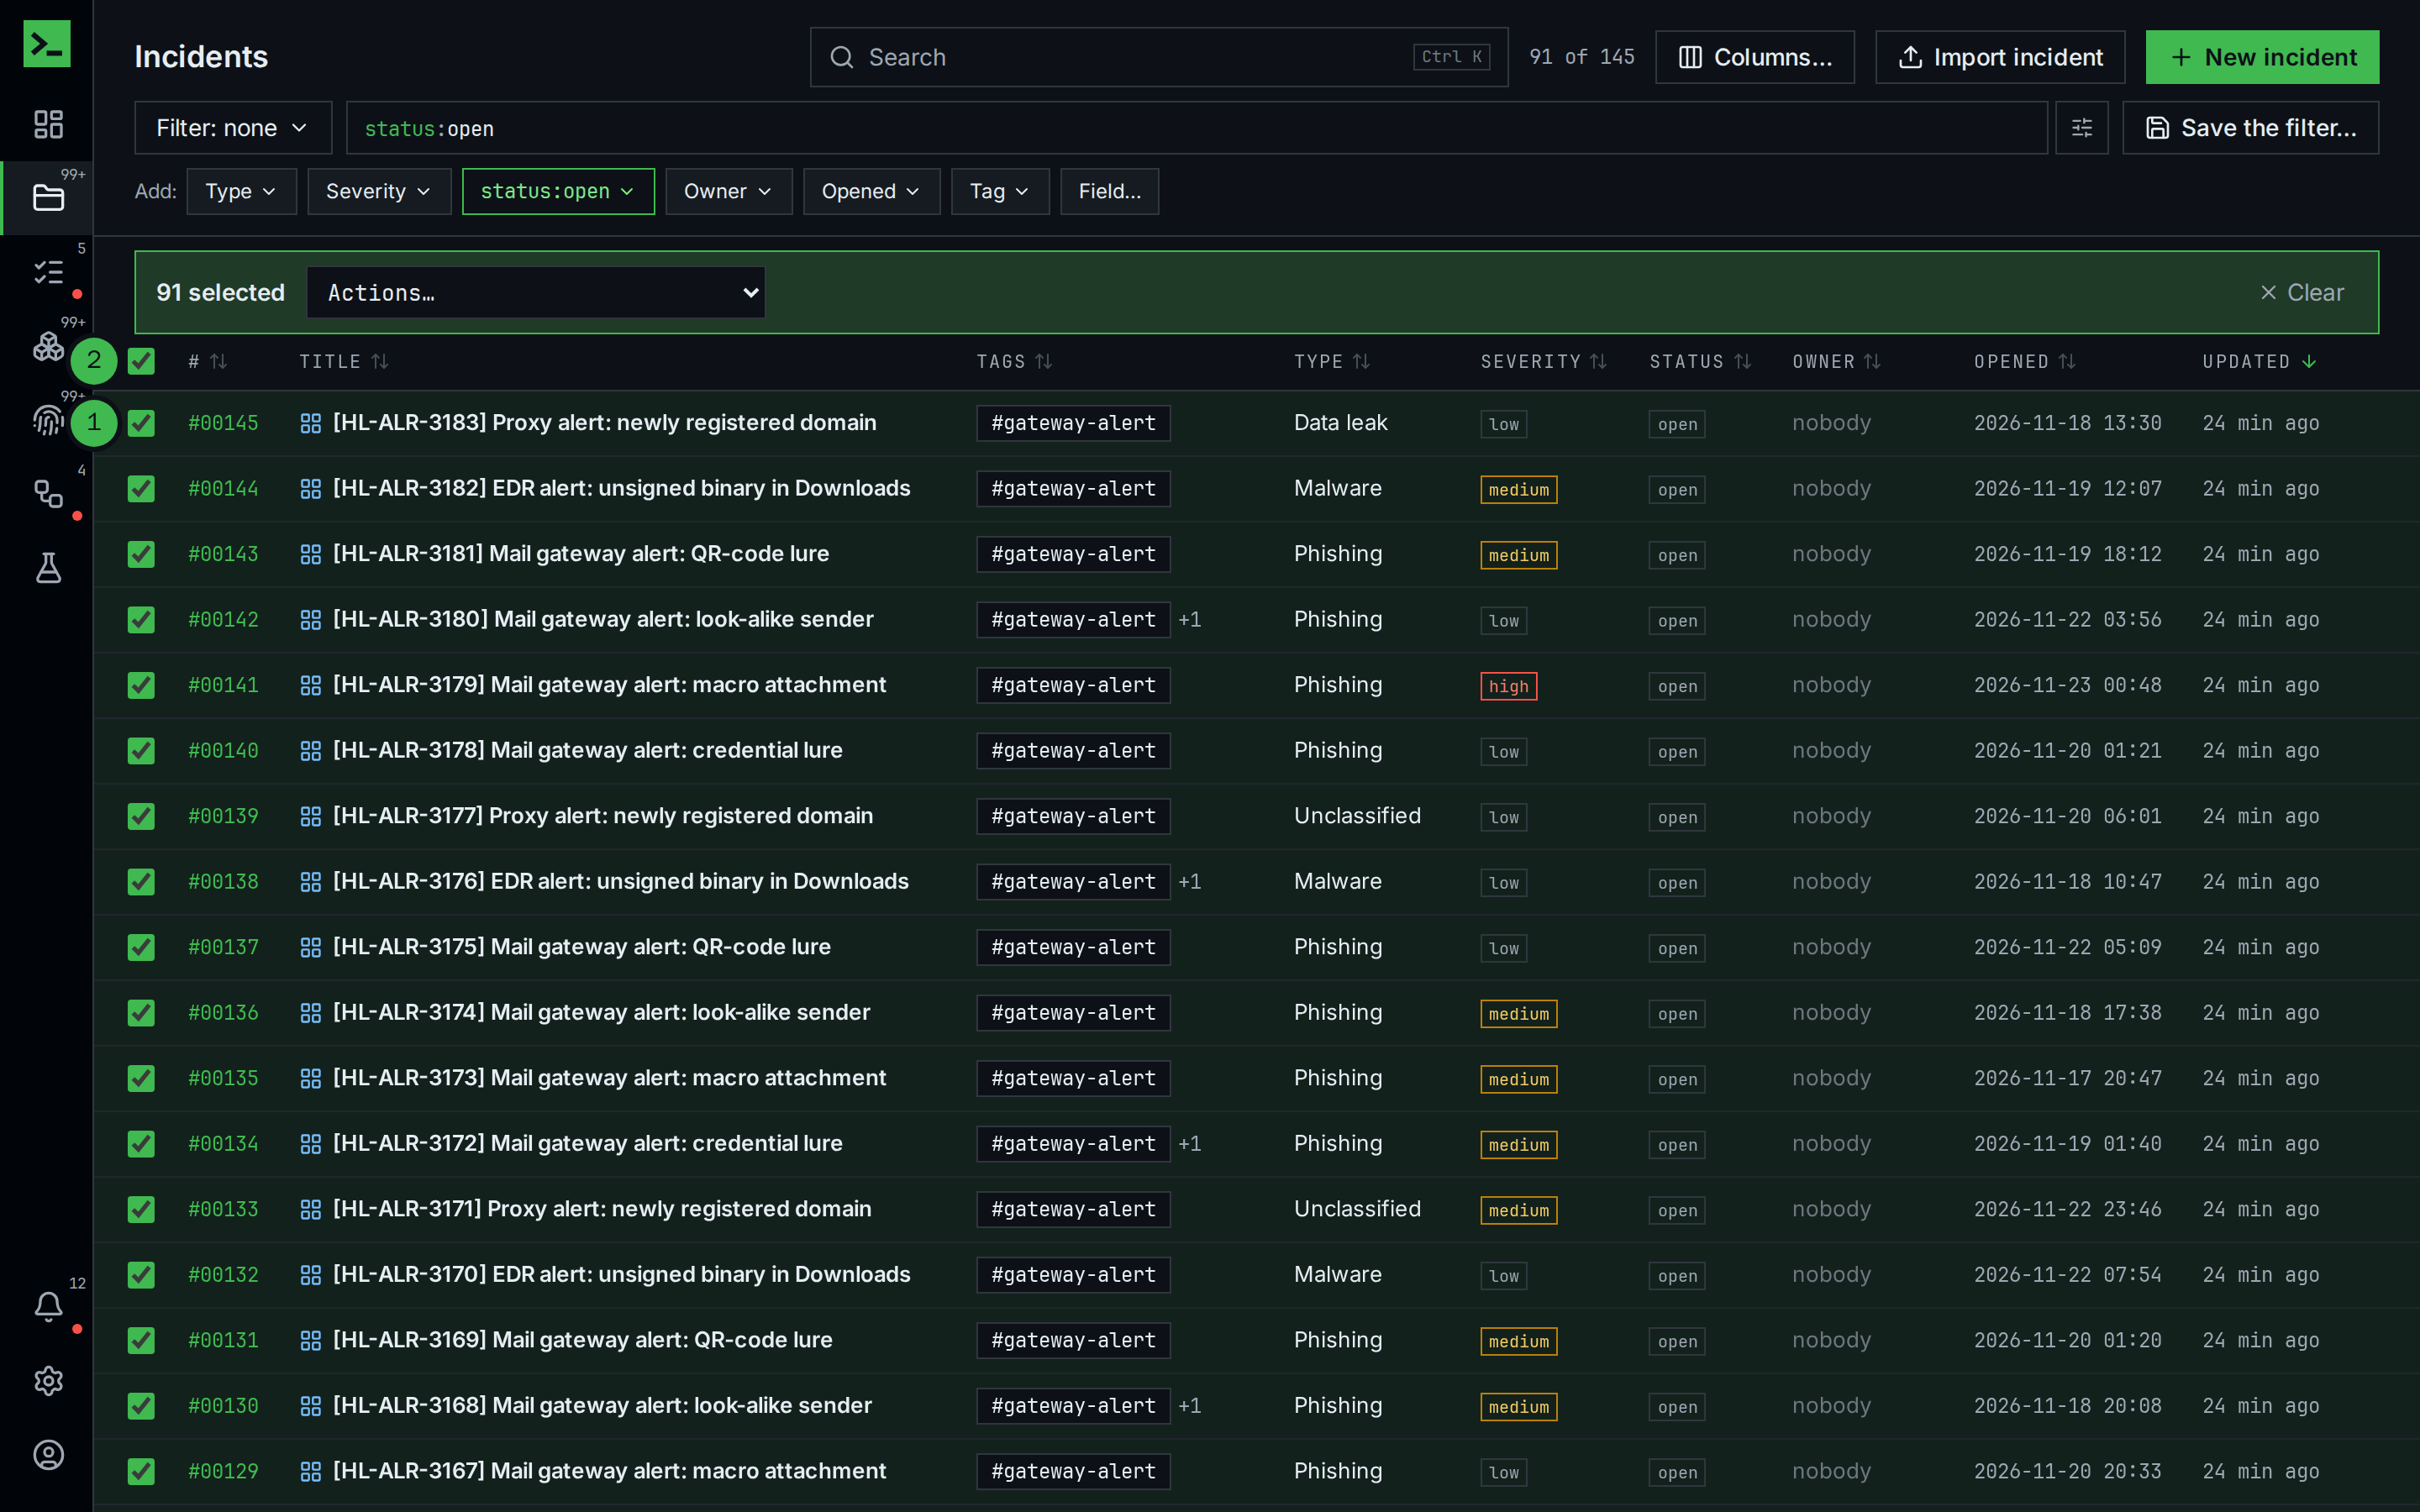 Incidents
Search
Ctrl K
91 of 145
Columns...
Import incident
New incident
Filter: none
status:open
Save the filter...
Add:
Type
Severity
status:open
Owner
Opened
Tag
Field...
91 selected
Actions…
Clear
99+
5
99+
99+
4
12
2
1
# TITLE TAGS TYPE SEVERITY STATUS OWNER OPENED UPDATED
#00145 [HL-ALR-3183] Proxy alert: newly registered domain #gateway-alert Data leak low open nobody 2026-11-18 13:30 24 min ago
#00144 [HL-ALR-3182] EDR alert: unsigned binary in Downloads #gateway-alert Malware medium open nobody 2026-11-19 12:07 24 min ago
#00143 [HL-ALR-3181] Mail gateway alert: QR-code lure #gateway-alert Phishing medium open nobody 2026-11-19 18:12 24 min ago
#00142 [HL-ALR-3180] Mail gateway alert: look-alike sender #gateway-alert +1 Phishing low open nobody 2026-11-22 03:56 24 min ago
#00141 [HL-ALR-3179] Mail gateway alert: macro attachment #gateway-alert Phishing high open nobody 2026-11-23 00:48 24 min ago
#00140 [HL-ALR-3178] Mail gateway alert: credential lure #gateway-alert Phishing low open nobody 2026-11-20 01:21 24 min ago
#00139 [HL-ALR-3177] Proxy alert: newly registered domain #gateway-alert Unclassified low open nobody 2026-11-20 06:01 24 min ago
#00138 [HL-ALR-3176] EDR alert: unsigned binary in Downloads #gateway-alert +1 Malware low open nobody 2026-11-18 10:47 24 min ago
#00137 [HL-ALR-3175] Mail gateway alert: QR-code lure #gateway-alert Phishing low open nobody 2026-11-22 05:09 24 min ago
#00136 [HL-ALR-3174] Mail gateway alert: look-alike sender #gateway-alert Phishing medium open nobody 2026-11-18 17:38 24 min ago
#00135 [HL-ALR-3173] Mail gateway alert: macro attachment #gateway-alert Phishing medium open nobody 2026-11-17 20:47 24 min ago
#00134 [HL-ALR-3172] Mail gateway alert: credential lure #gateway-alert +1 Phishing medium open nobody 2026-11-19 01:40 24 min ago
#00133 [HL-ALR-3171] Proxy alert: newly registered domain #gateway-alert Unclassified medium open nobody 2026-11-22 23:46 24 min ago
#00132 [HL-ALR-3170] EDR alert: unsigned binary in Downloads #gateway-alert Malware low open nobody 2026-11-22 07:54 24 min ago
#00131 [HL-ALR-3169] Mail gateway alert: QR-code lure #gateway-alert Phishing medium open nobody 2026-11-20 01:20 24 min ago
#00130 [HL-ALR-3168] Mail gateway alert: look-alike sender #gateway-alert +1 Phishing medium open nobody 2026-11-18 20:08 24 min ago
#00129 [HL-ALR-3167] Mail gateway alert: macro attachment #gateway-alert Phishing low open nobody 2026-11-20 20:33 24 min ago